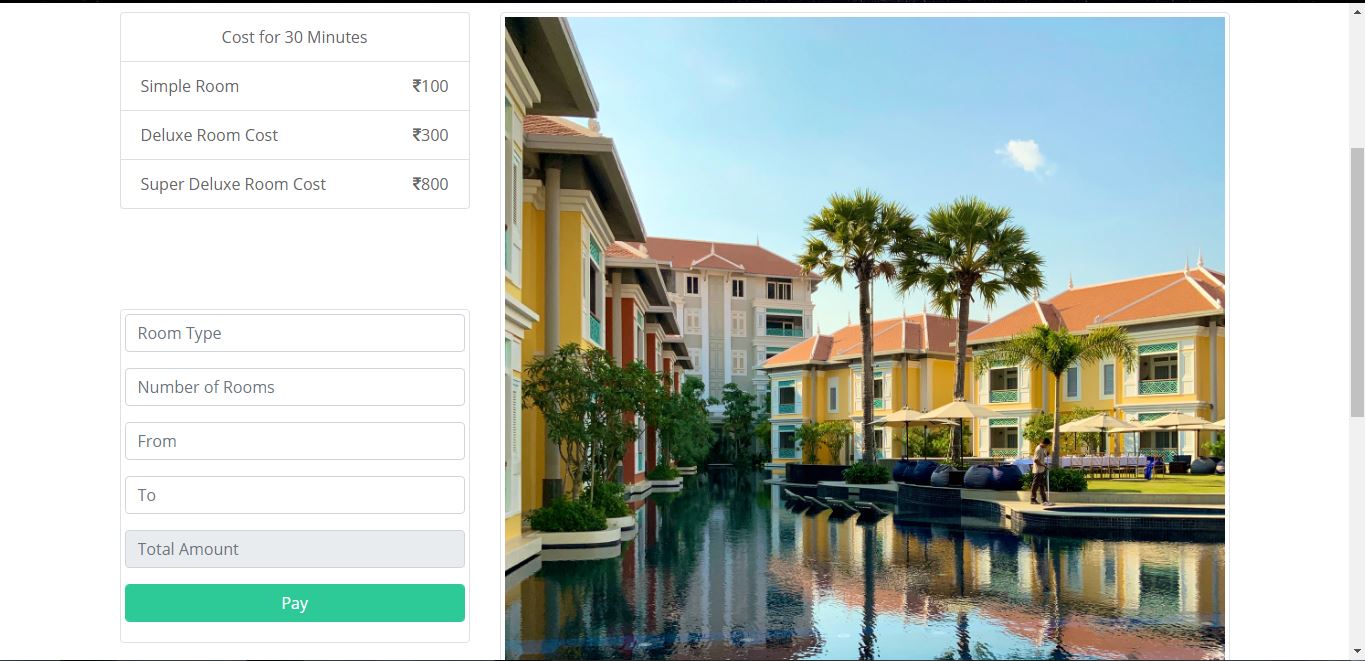 Cost for 30 Minutes
Simple Room ₹100
Deluxe Room Cost ₹300
Super Deluxe Room Cost ₹800
Room Type
Number of Rooms
From
To
Total Amount
Pay